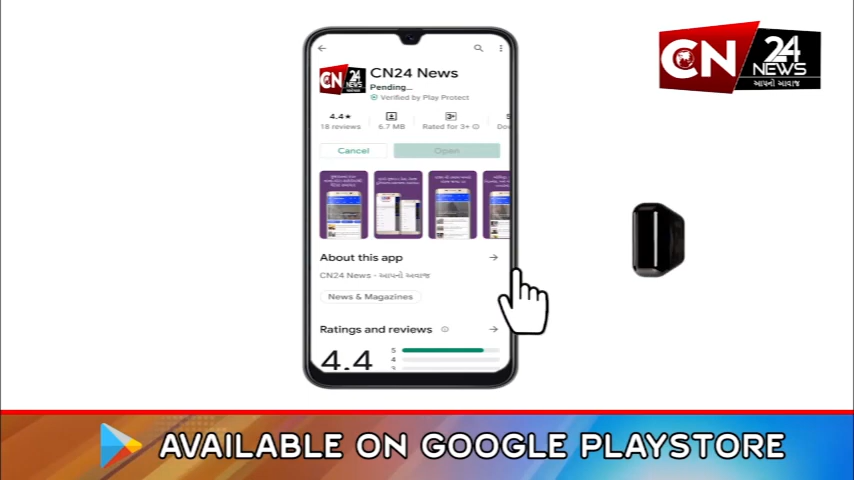 CN 24 NEWS
આપનો અવાજ
CN24 News
Pending...
Verified by Play Protect
4.4★
18 reviews
6.7 MB
3+
Rated for 3+
Cancel
Open
About this app
CN24 News - આપનો અવાજ
News & Magazines
Ratings and reviews
4.4
5
4
3
AVAILABLE ON GOOGLE PLAYSTORE